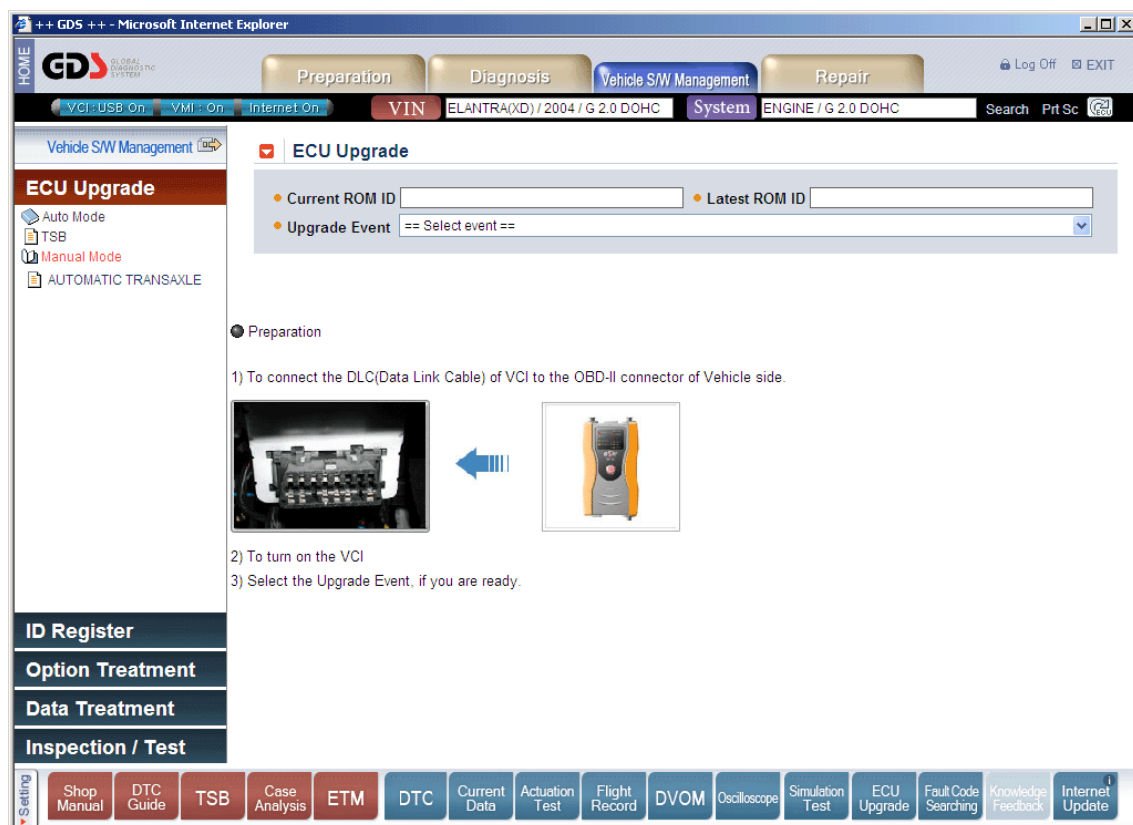 ++ GDS ++ - Microsoft Internet Explorer
HOME
GDS GLOBAL DIAGNOSTIC SYSTEM
Preparation
Diagnosis
Vehicle S/W Management
Repair
Log Off
EXIT
VCI : USB On
VMI : On
Internet On
VIN
ELANTRA(XD) / 2004 / G 2.0 DOHC
System
ENGINE / G 2.0 DOHC
Search
Prt Sc
ECU
Vehicle S/W Management
ECU Upgrade
ECU Upgrade
Current ROM ID
Latest ROM ID
Upgrade Event
== Select event ==
Auto Mode
TSB
Manual Mode
AUTOMATIC TRANSAXLE
Preparation
1) To connect the DLC(Data Link Cable) of VCI to the OBD-II connector of Vehicle side.
2) To turn on the VCI
3) Select the Upgrade Event, if you are ready.
ID Register
Option Treatment
Data Treatment
Inspection / Test
Setting
Shop Manual
DTC Guide
TSB
Case Analysis
ETM
DTC
Current Data
Actuation Test
Flight Record
DVOM
Oscilloscope
Simulation Test
ECU Upgrade
Fault Code Searching
Knowledge Feedback
Internet Update